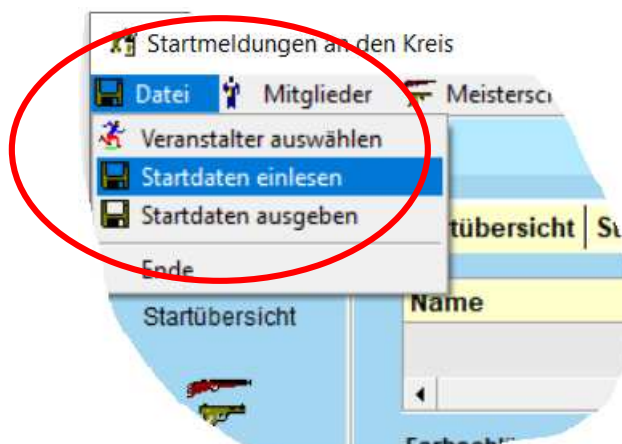 Startmeldungen an den Kreis
Datei Mitglieder
Veranstalter auswählen
Startdaten einlesen
Startdaten ausgeben
Ende
tübersicht
Name
Startübersicht